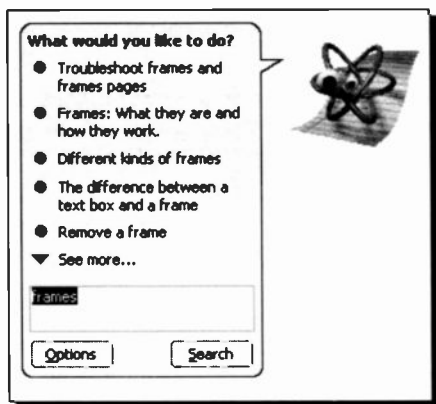 What would you like to do?
Troubleshoot frames and
frames pages
Frames: What they are and
how they work.
Different kinds of frames
The difference between a
text box and a frame
Remove a frame
See more...
frames
Options Search